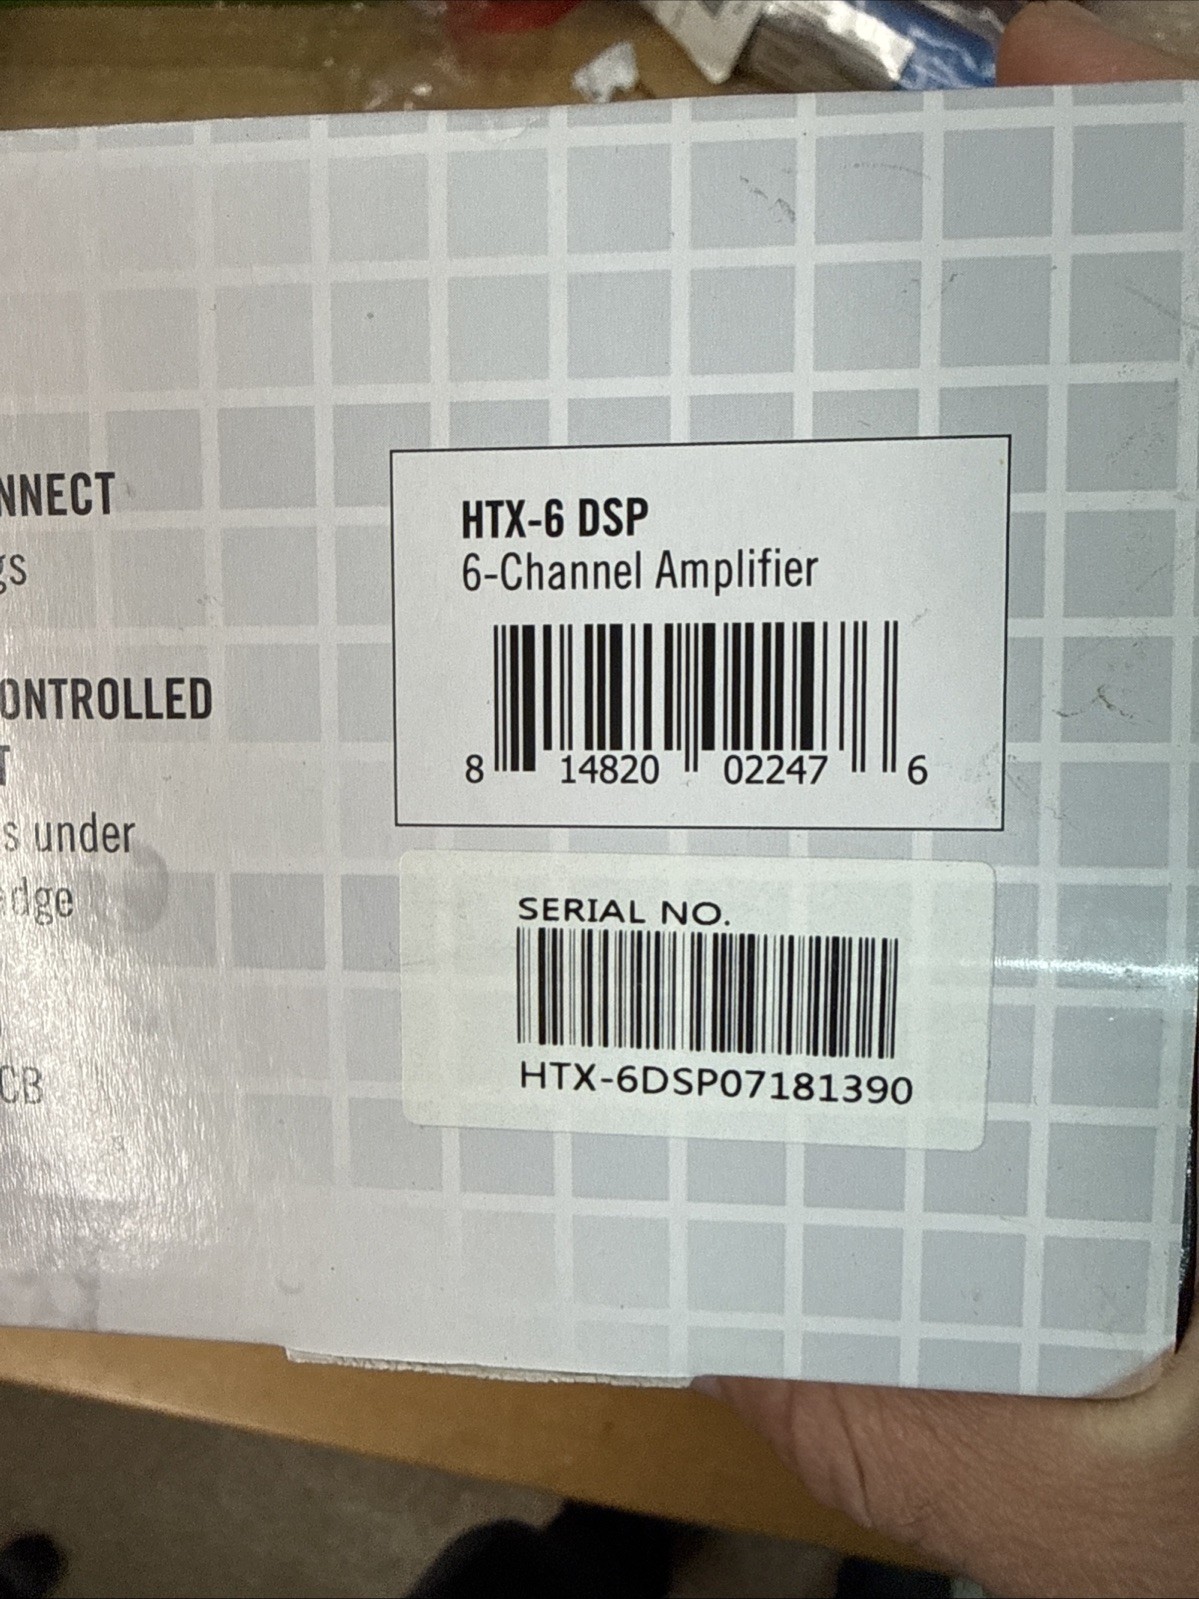 NNECT
gs
ONTROLLED
T
s under
dge
CB
HTX-6 DSP
6-Channel Amplifier
8 14820 02247 6
SERIAL NO.
HTX-6DSP07181390